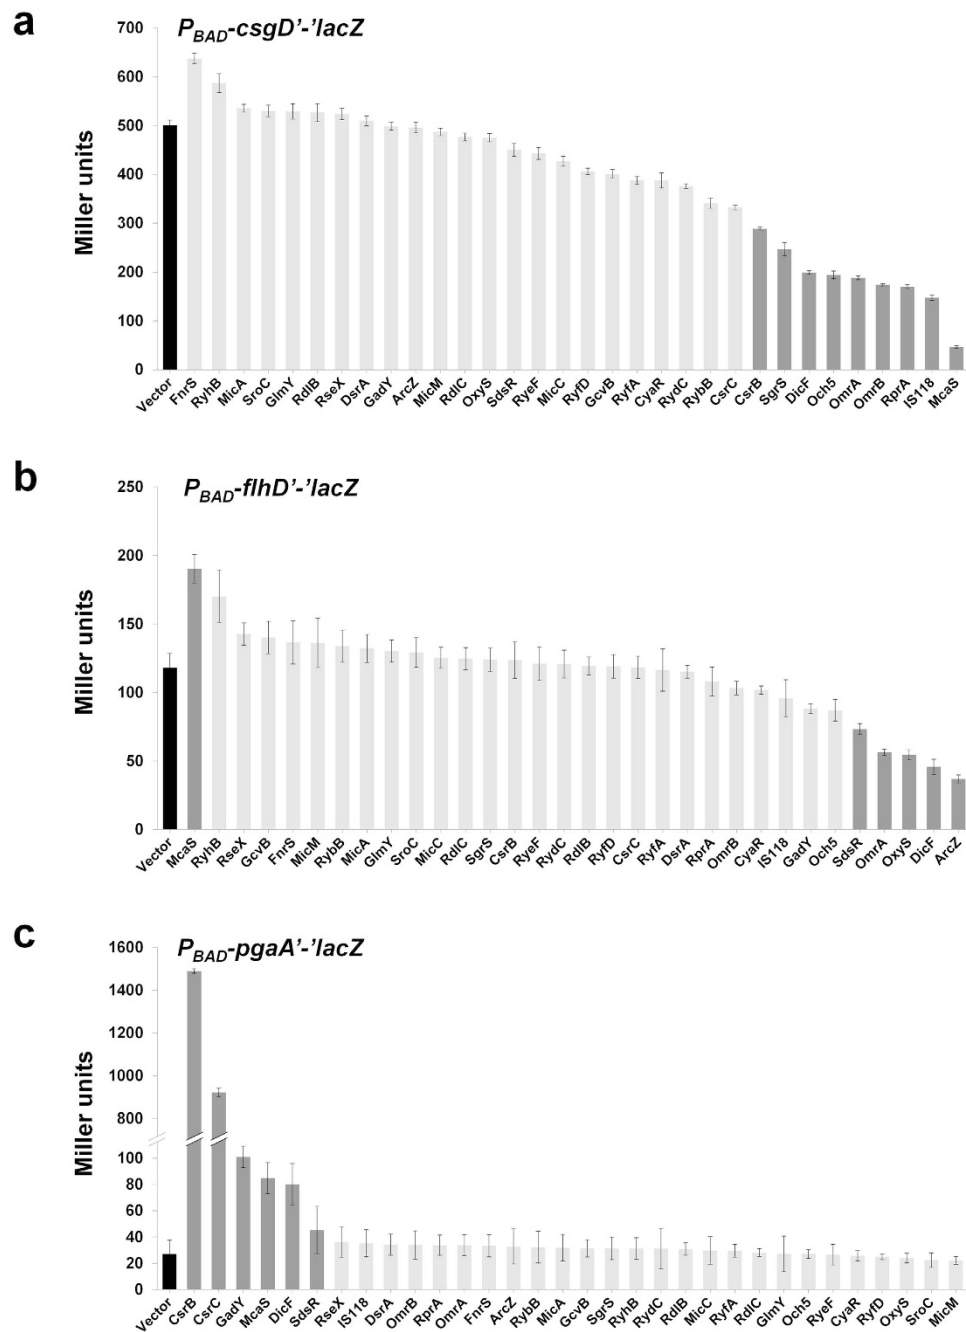 a
P_BAD-csgD’-’lacZ
700
600
500
400
300
200
100
0
Miller units
Vector FnrS RyhB MicA SroC GlmY RdlB RseX DsrA GadY ArcZ MicM RdlC OxyS SdsR RyeF MicC RyfD GcvB RyfA CyaR RydC RybB CsrC CsrB SgrS DicF Och5 OmrA OmrB RprA IS118 McaS
b
P_BAD-flhD’-’lacZ
250
200
150
100
50
0
Miller units
Vector McaS RyhB RseX GcvB FnrS MicM RybB MicA GlmY SroC MicC RdlC SgrS CsrB RyeF RydC RdlB RyfD CsrC RyfA DsrA RprA OmrB CyaR IS118 GadY Och5 SdsR OmrA OxyS DicF ArcZ
c
P_BAD-pgaA’-’lacZ
1600
1400
1200
1000
800
100
80
60
40
20
0
Miller units
Vector CsrB CsrC GadY McaS DicF SdsR RseX IS118 DsrA OmrB RprA OmrA FnrS ArcZ RybB MicA GcvB SgrS RyhB RydC RdlB MicC RyfA RdlC GlmY Och5 RyeF CyaR RyfD OxyS SroC MicM